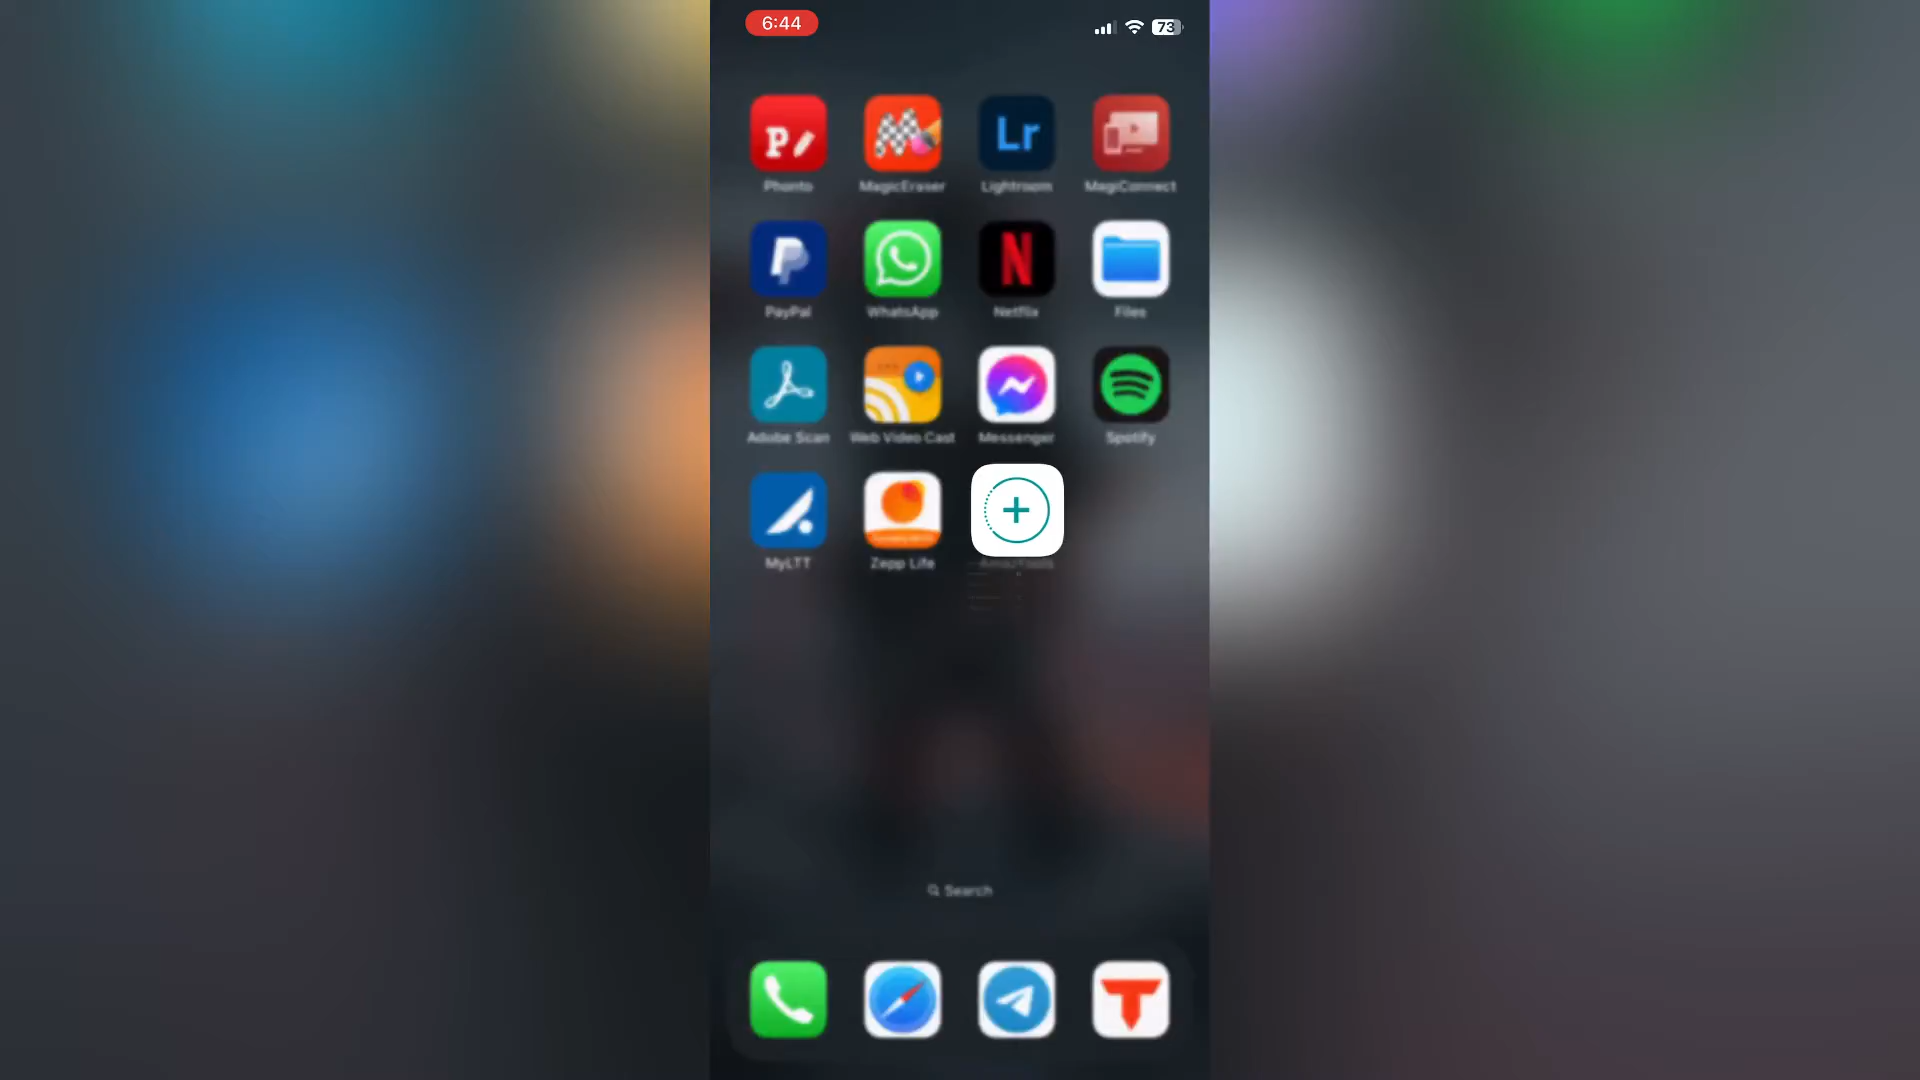 6:44
73
P
M
Lr
Phonto
MagicEraser
Lightroom
MagiConnect
P
N
PayPal
WhatsApp
Netflix
Files
Adobe Scan
Web Video Cast
Messenger
Spotify
MyLTT
Zepp Life
Search